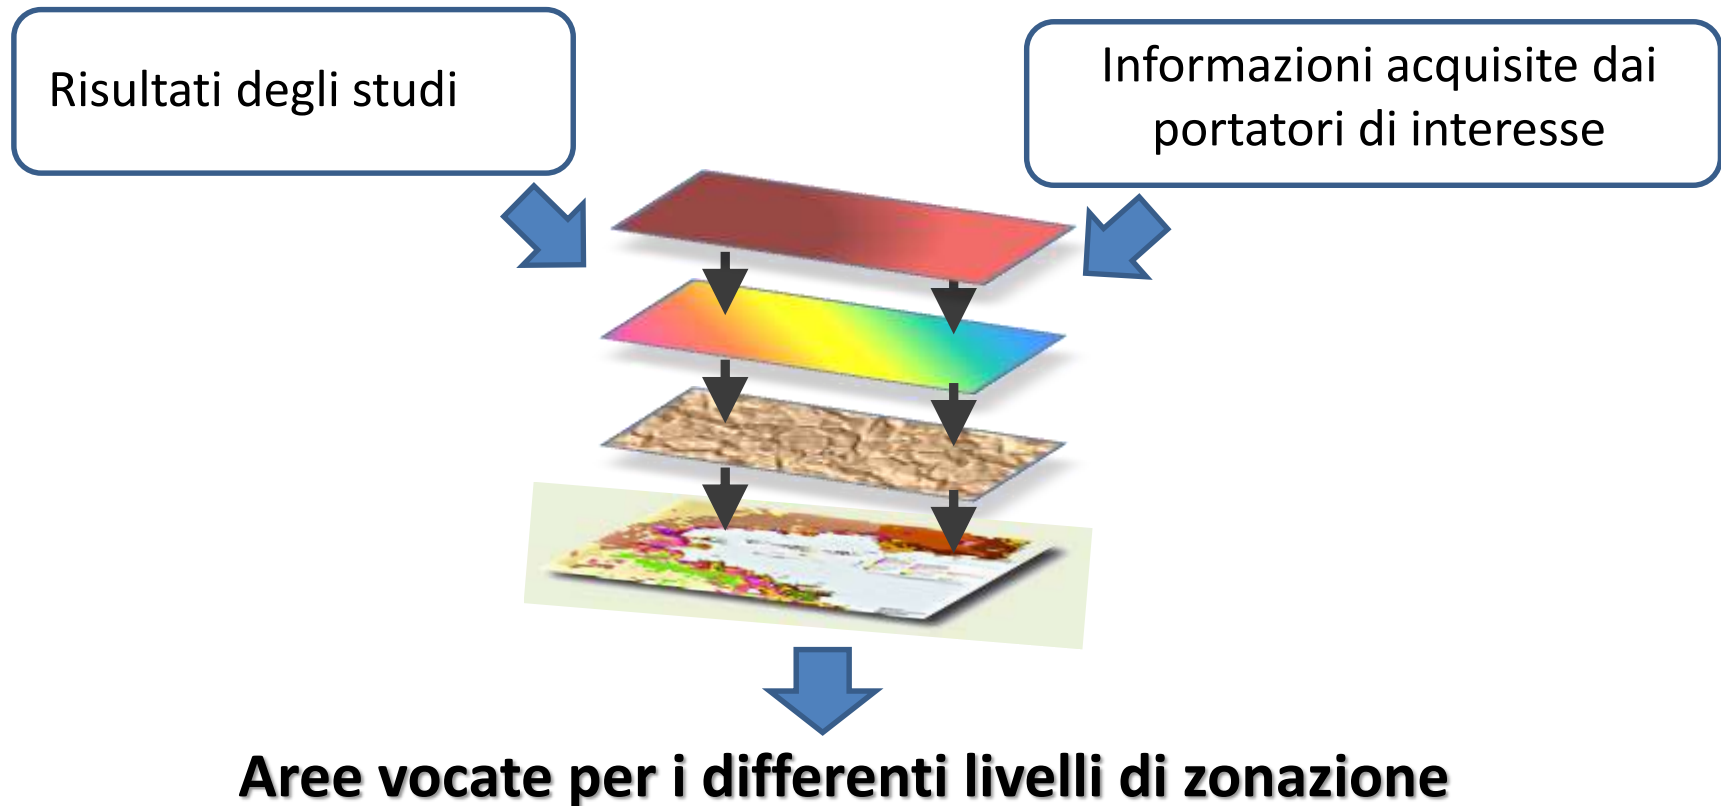 Risultati degli studi
Informazioni acquisite dai
portatori di interesse
Aree vocate per i differenti livelli di zonazione